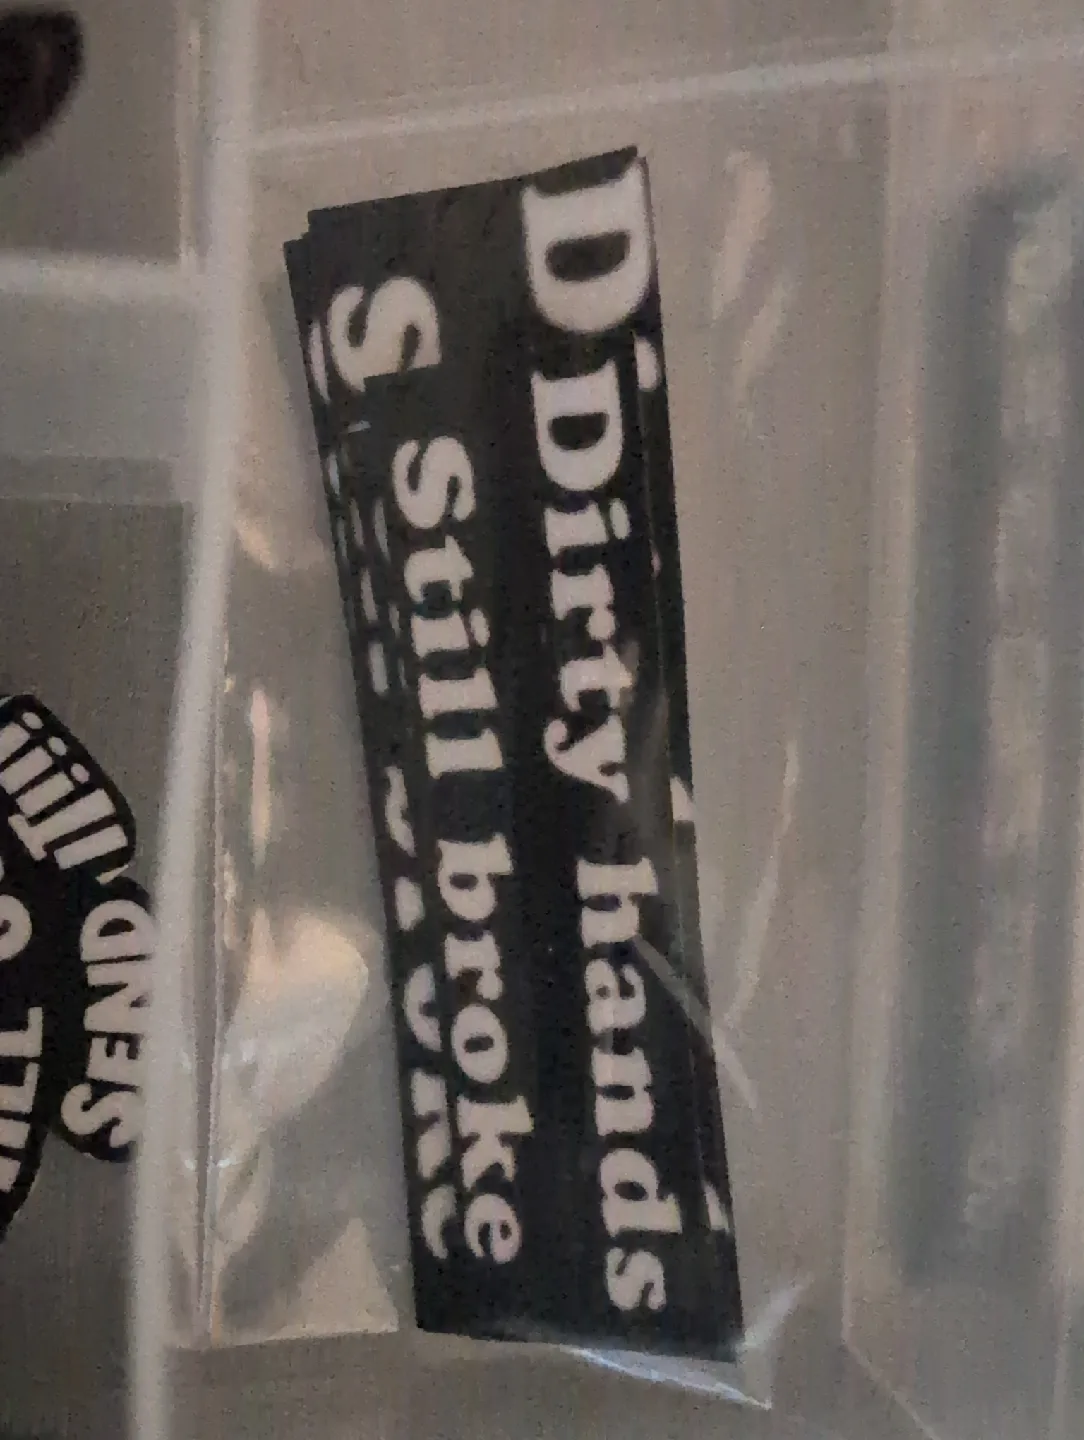 Dirty hands
Still broke
SEND